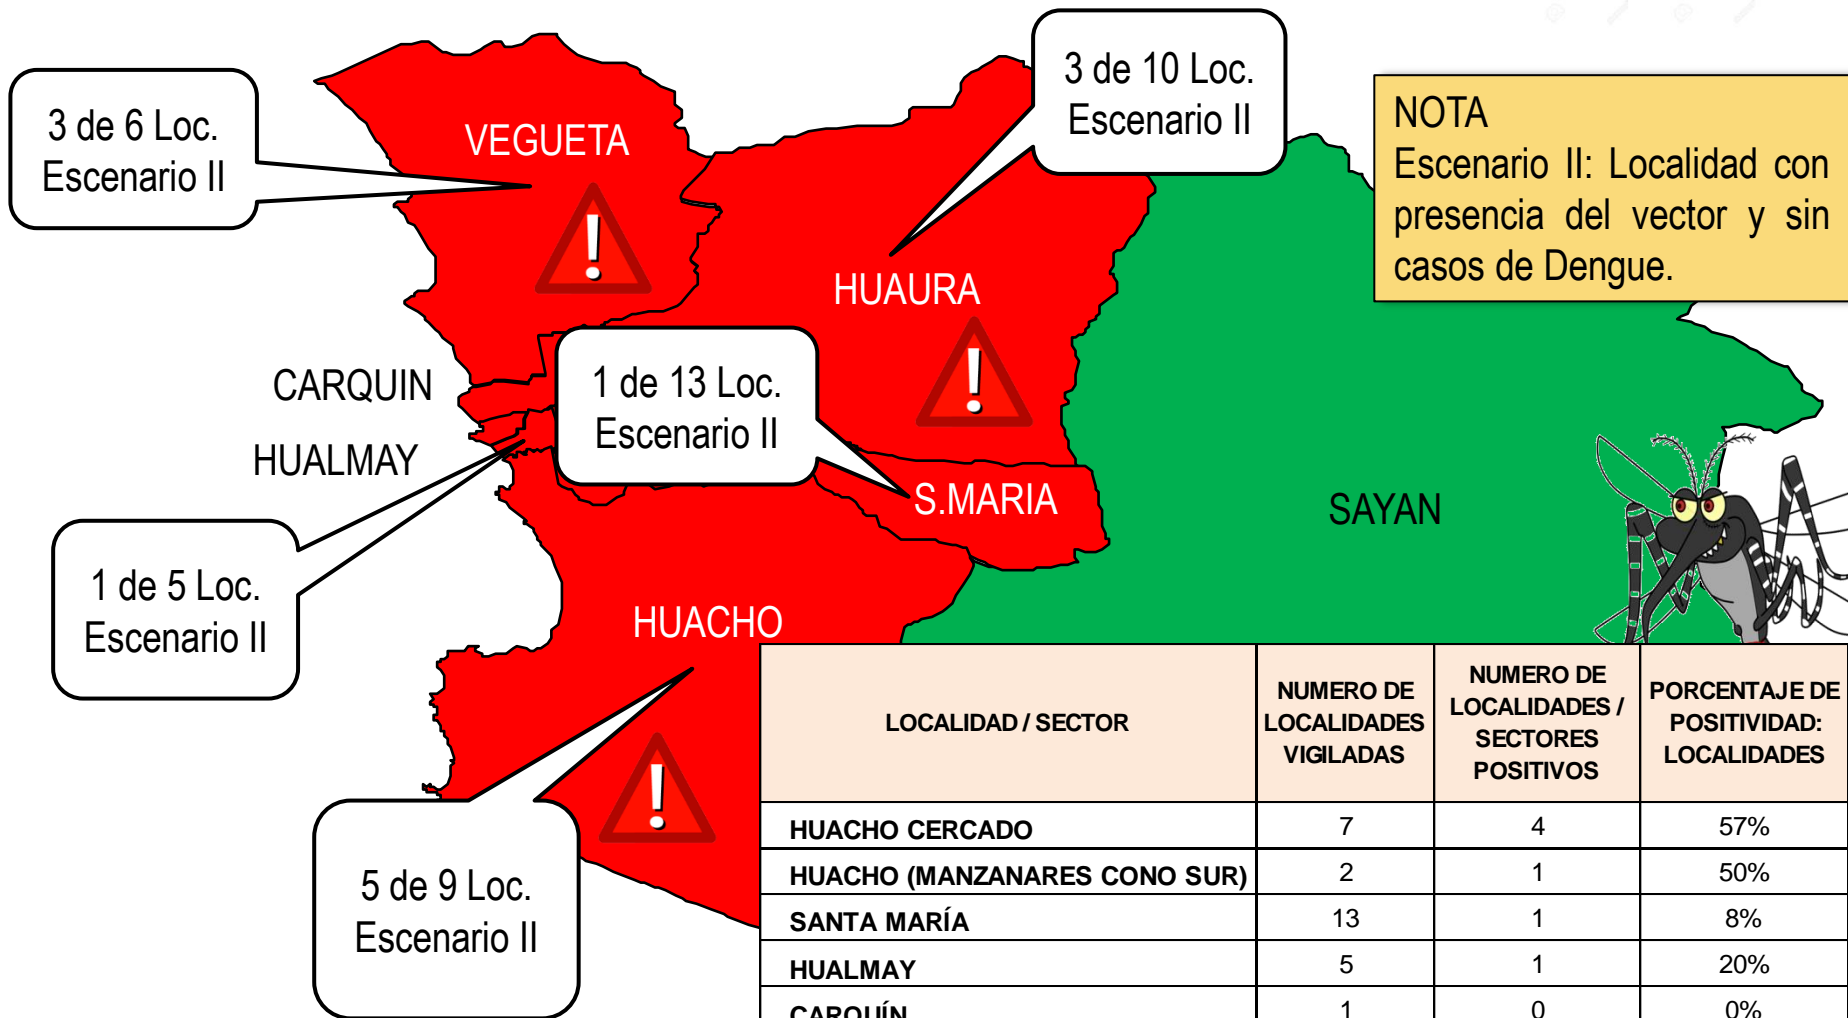 3 de 6 Loc.
Escenario II
VEGUETA
3 de 10 Loc.
Escenario II
NOTA
Escenario II: Localidad con
presencia del vector y sin
casos de Dengue.
HUAURA
CARQUIN
1 de 13 Loc.
Escenario II
HUALMAY
S.MARIA
SAYAN
1 de 5 Loc.
Escenario II
HUACHO
5 de 9 Loc.
Escenario II
LOCALIDAD / SECTOR
NUMERO DE
LOCALIDADES
VIGILADAS
NUMERO DE
LOCALIDADES /
SECTORES
POSITIVOS
PORCENTAJE DE
POSITIVIDAD:
LOCALIDADES
HUACHO CERCADO 7 4 57%
HUACHO (MANZANARES CONO SUR) 2 1 50%
SANTA MARÍA 13 1 8%
HUALMAY 5 1 20%
CARQUÍN 1 0 0%